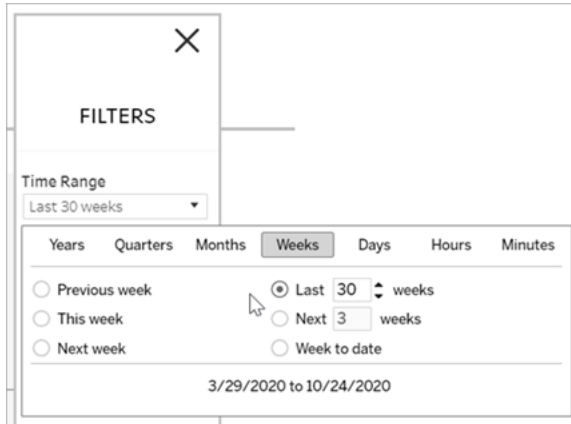 FILTERS
Time Range
Last 30 weeks
Years Quarters Months Weeks Days Hours Minutes
Previous week Last 30 weeks
This week Next 3 weeks
Next week Week to date
3/29/2020 to 10/24/2020